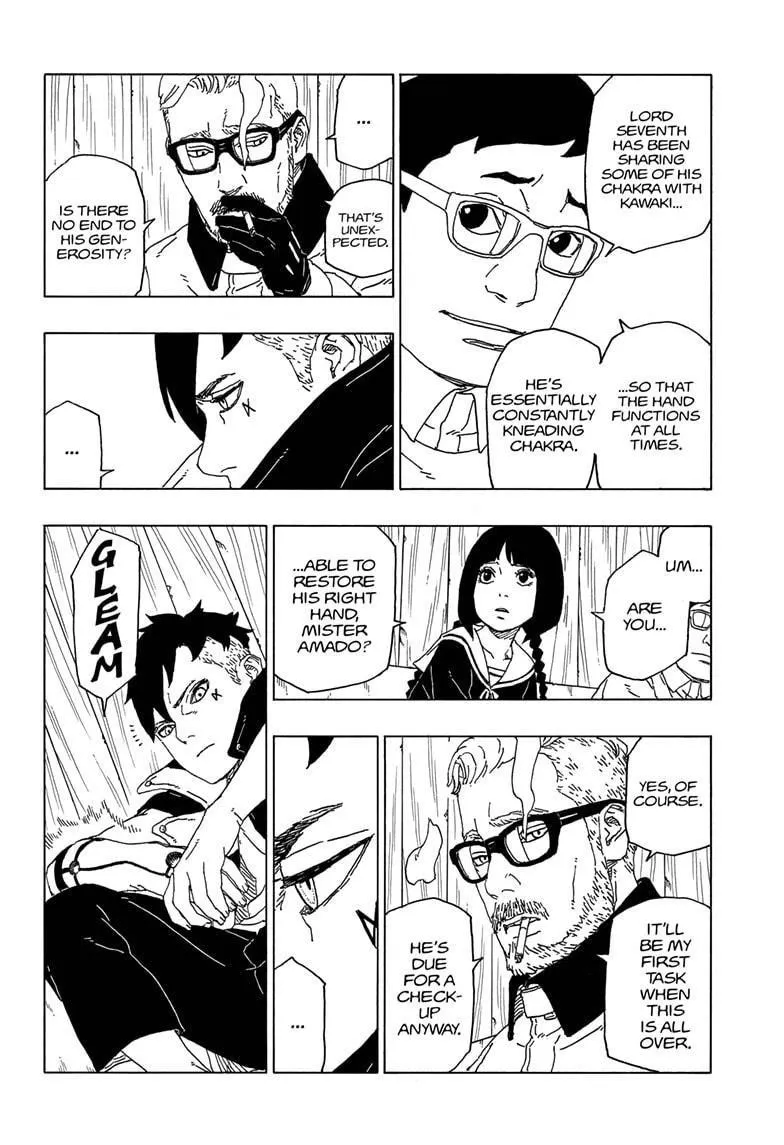 LORD
SEVENTH
HAS BEEN
SHARING
SOME OF HIS
CHAKRA WITH
KAWAKI...
...SO THAT
THE HAND
FUNCTIONS
AT ALL
TIMES.
HE'S
ESSENTIALLY
CONSTANTLY
KNEADING
CHAKRA.
...
THAT'S
UNEX-
PECTED.
IS THERE
NO END TO
HIS GEN-
EROSITY?
...
UM...
ARE
YOU...
...ABLE TO
RESTORE
HIS RIGHT
HAND,
MISTER
AMADO?
GLEAM
YES, OF
COURSE.
IT'LL
BE MY
FIRST
TASK
WHEN
THIS
IS ALL
OVER.
HE'S
DUE
FOR A
CHECK-
UP
ANYWAY.
...